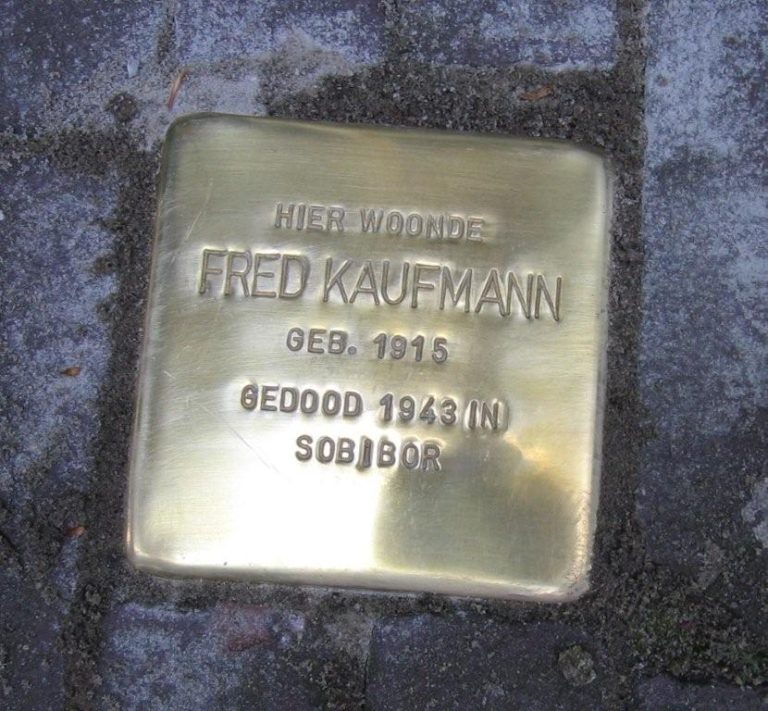 HIER WOONDE
FRED KAUFMANN
GEB. 1915
GEDOOD 1943 IN
SOBIBOR